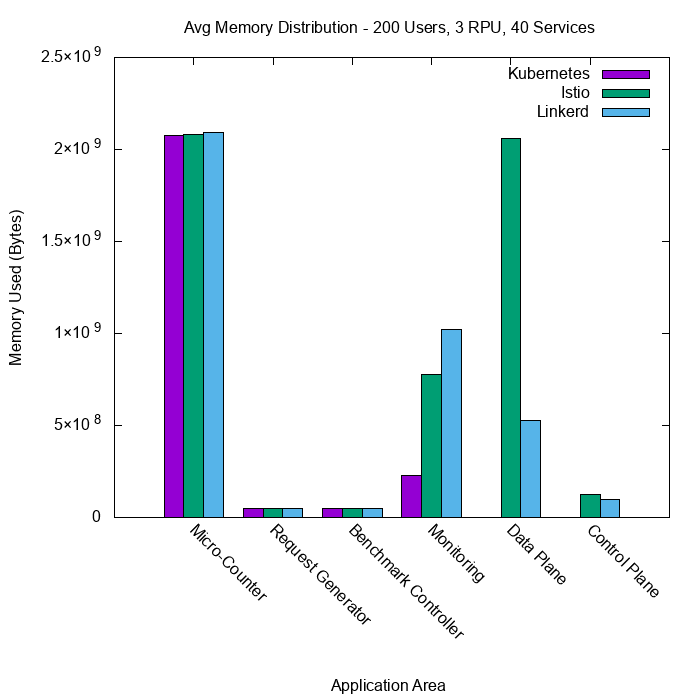 Avg Memory Distribution - 200 Users, 3 RPU, 40 Services
Kubernetes
Istio
Linkerd
2.5×10⁹
2×10⁹
1.5×10⁹
1×10⁹
5×10⁸
0
Memory Used (Bytes)
Micro-Counter
Request Generator
Benchmark Controller
Monitoring
Data Plane
Control Plane
Application Area